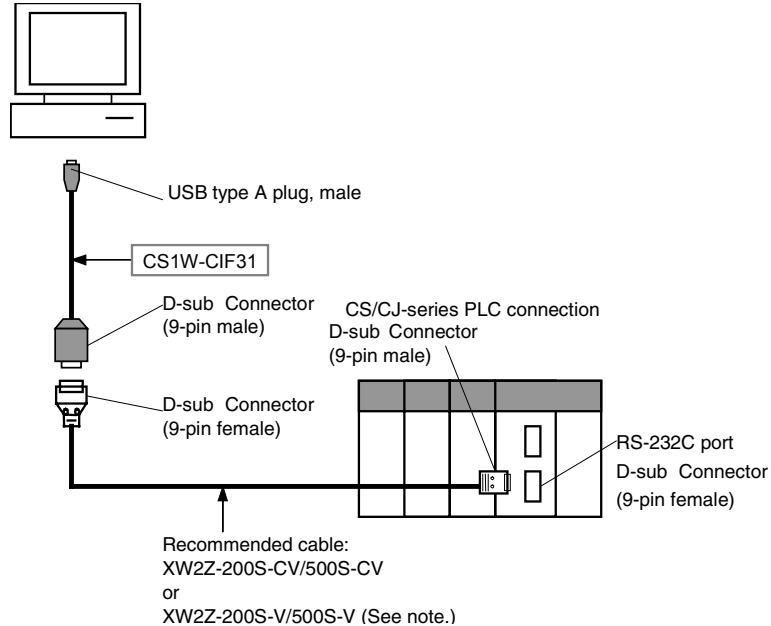 USB type A plug, male
CS1W-CIF31
D-sub Connector
(9-pin male)
CS/CJ-series PLC connection
D-sub Connector
(9-pin male)
D-sub Connector
(9-pin female)
RS-232C port
D-sub Connector
(9-pin female)
Recommended cable:
XW2Z-200S-CV/500S-CV
or
XW2Z-200S-V/500S-V (See note.)